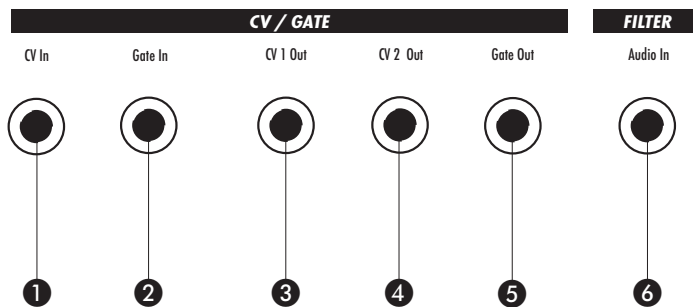 CV / GATE FILTER
CV In Gate In CV 1 Out CV 2 Out Gate Out Audio In
1 2 3 4 5 6